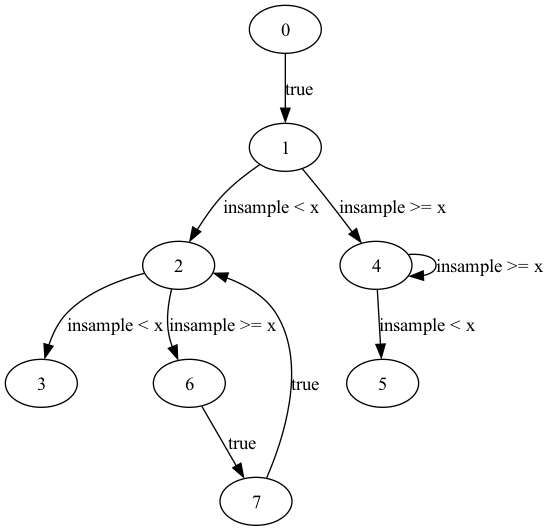 0
true
1
insample < x
insample >= x
2
4
insample >= x
insample < x
insample >= x
insample < x
3
6
true
5
true
7